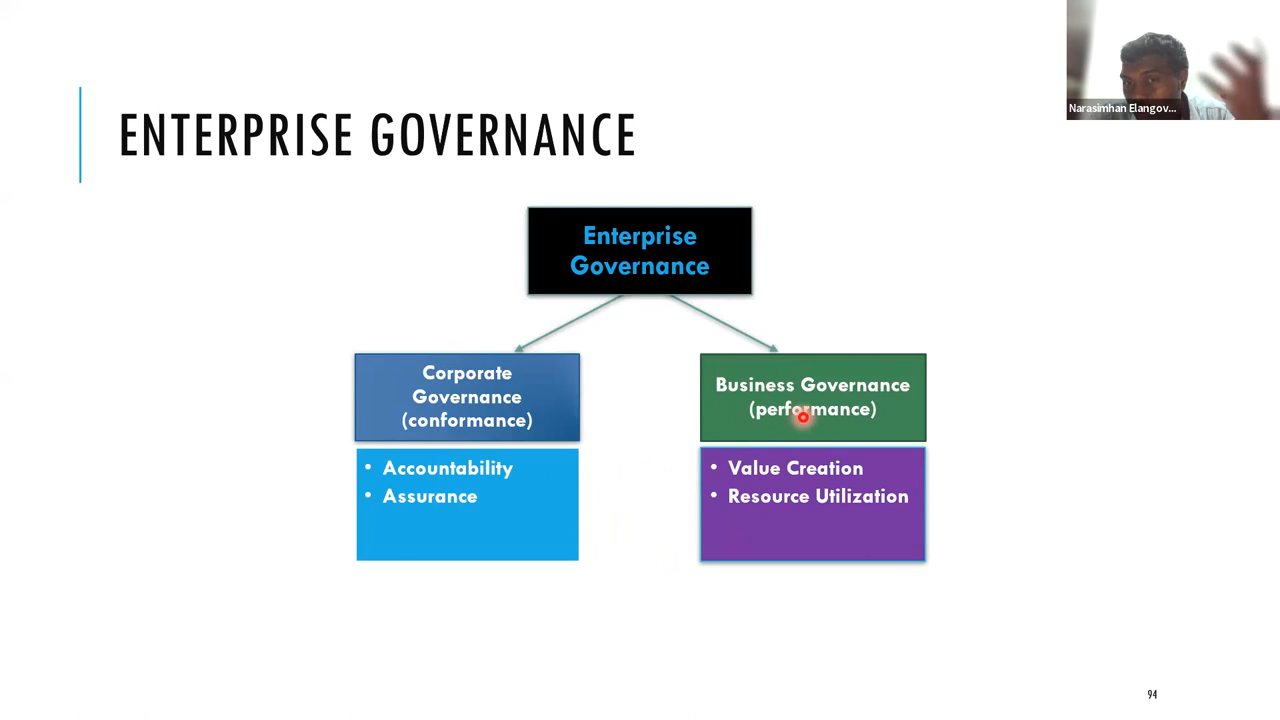 Narasimhan Elangov...
ENTERPRISE GOVERNANCE
Enterprise
Governance
Corporate
Governance
(conformance)
• Accountability
• Assurance
Business Governance
(performance)
• Value Creation
• Resource Utilization
94